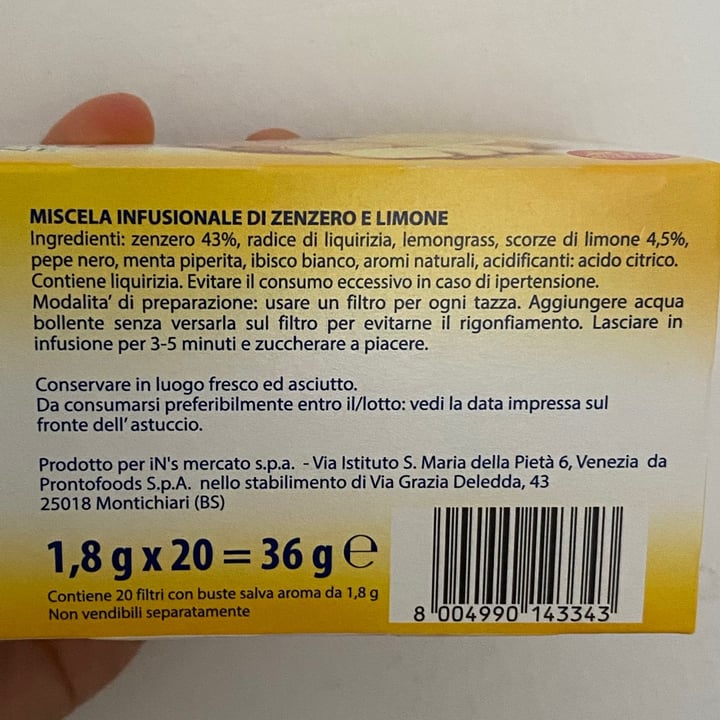 MISCELA INFUSIONALE DI ZENZERO E LIMONE
Ingredienti: zenzero 43%, radice di liquirizia, lemongrass, scorze di limone 4,5%,
pepe nero, menta piperita, ibisco bianco, aromi naturali, acidificanti: acido citrico.
Contiene liquirizia. Evitare il consumo eccessivo in caso di ipertensione.
Modalita' di preparazione: usare un filtro per ogni tazza. Aggiungere acqua
bollente senza versarla sul filtro per evitarne il rigonfiamento. Lasciare in
infusione per 3-5 minuti e zuccherare a piacere.
Conservare in luogo fresco ed asciutto.
Da consumarsi preferibilmente entro il/lotto: vedi la data impressa sul
fronte dell'astuccio.
Prodotto per iN's mercato s.p.a. - Via Istituto S. Maria della Pietà 6, Venezia da
Prontofoods S.p.A. nello stabilimento di Via Grazia Deledda, 43
25018 Montichiari (BS)
1,8 g x 20 = 36 g e
Contiene 20 filtri con buste salva aroma da 1,8 g
Non vendibili separatamente
8 004990 143343